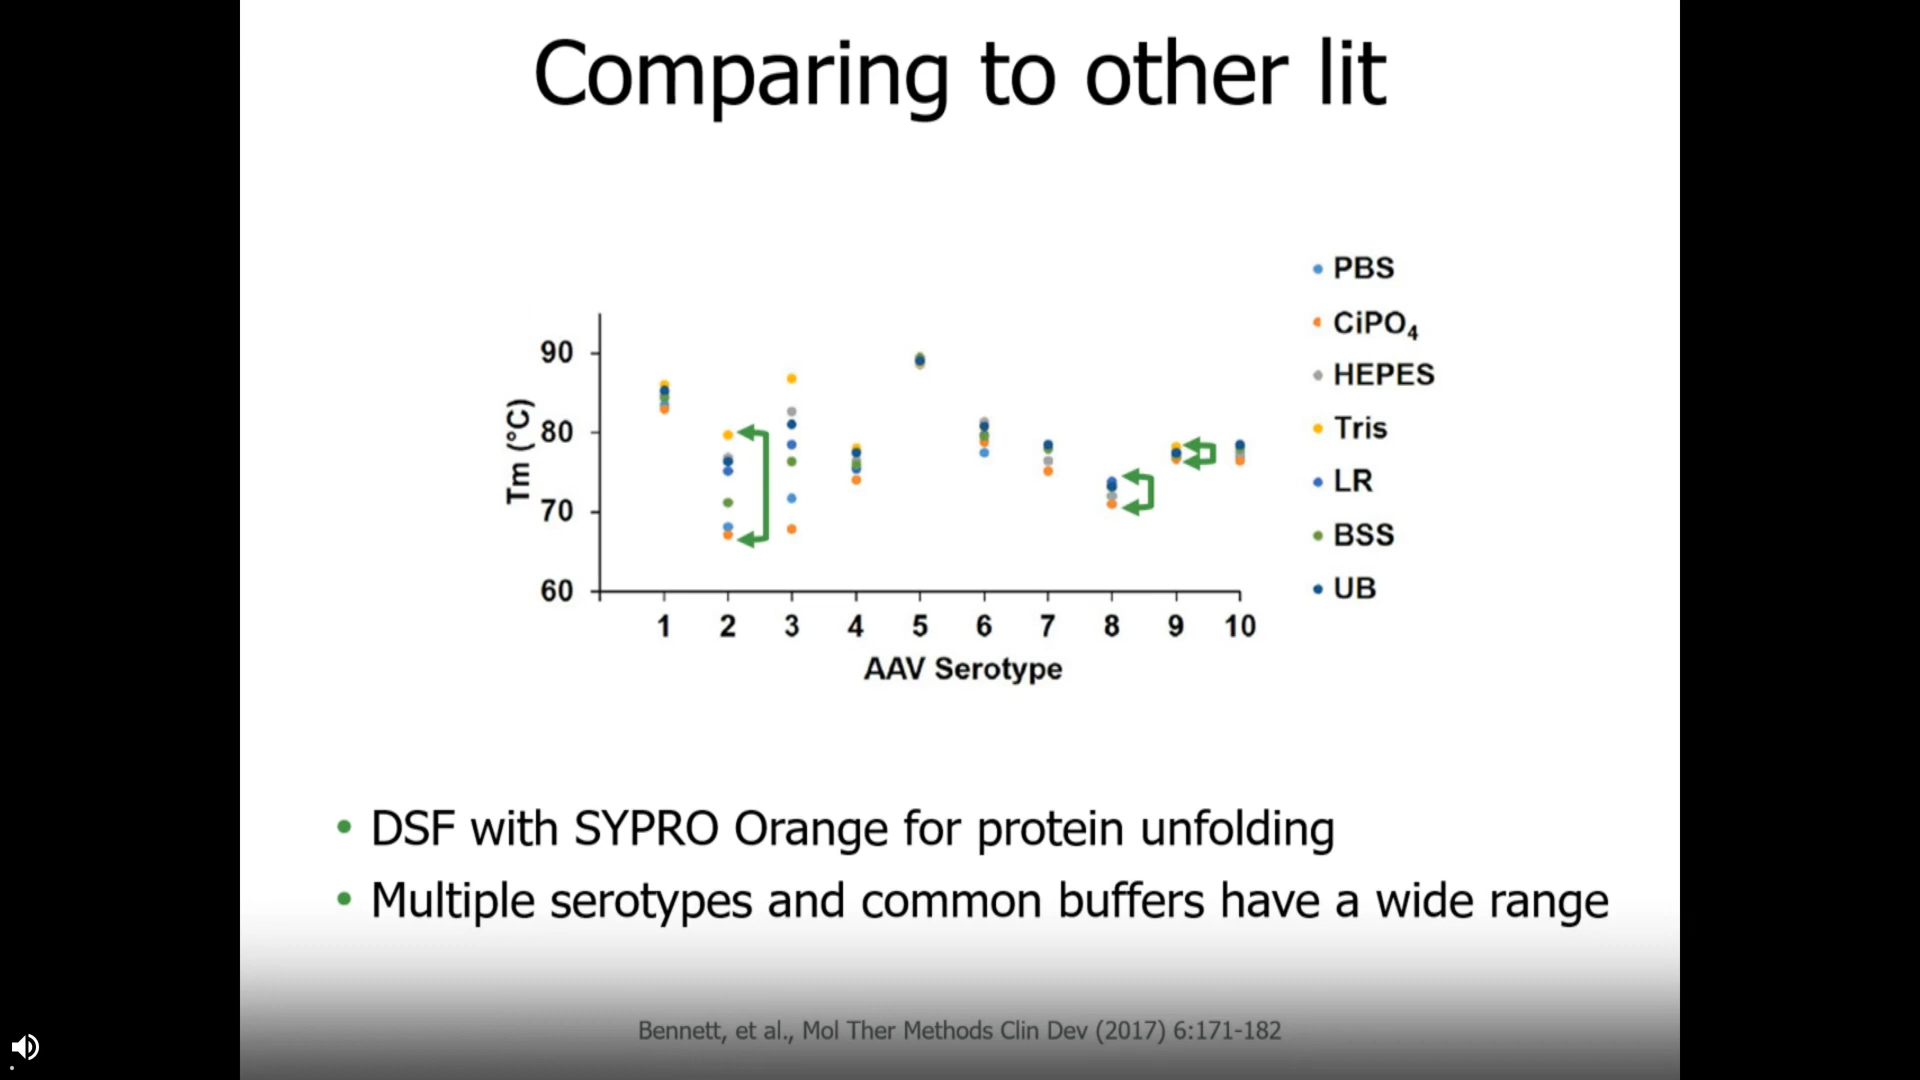 Comparing to other lit
PBS
CiPO4
HEPES
Tris
LR
BSS
UB
90
80
70
60
Tm (°C)
1 2 3 4 5 6 7 8 9 10
AAV Serotype
• DSF with SYPRO Orange for protein unfolding
• Multiple serotypes and common buffers have a wide range
Bennett, et al., Mol Ther Methods Clin Dev (2017) 6:171-182